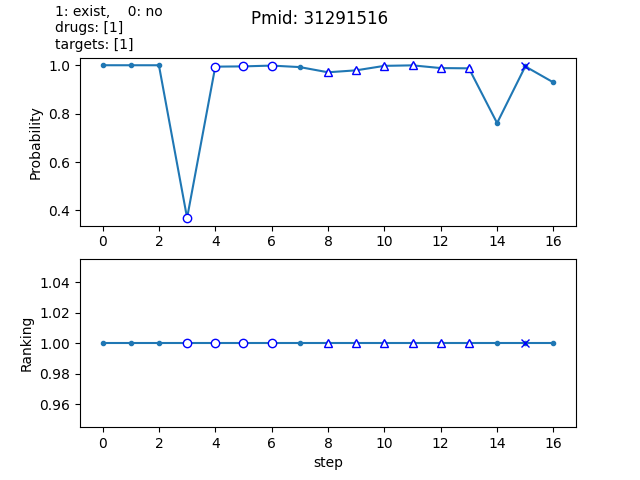 1: exist,    0: no
drugs: [1]
targets: [1]
Pmid: 31291516
1.0
0.8
0.6
0.4
Probability
0 2 4 6 8 10 12 14 16
1.04
1.02
1.00
0.98
0.96
Ranking
0 2 4 6 8 10 12 14 16
step